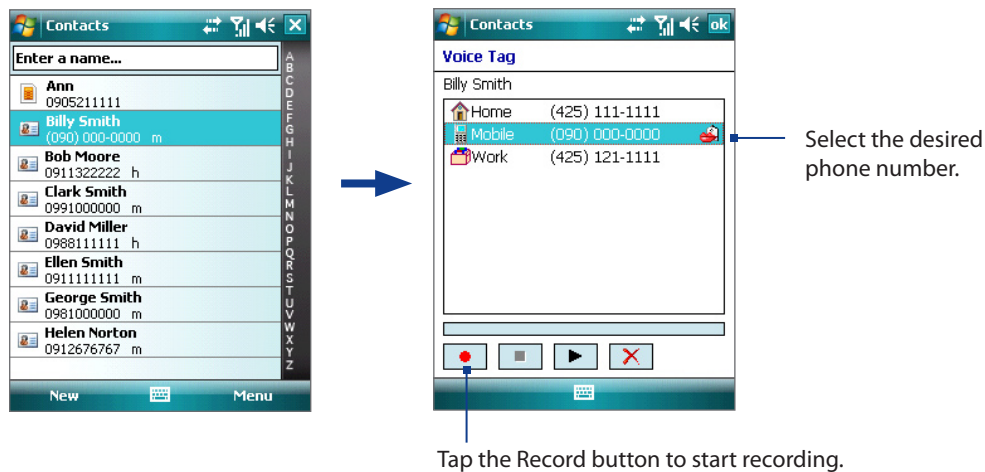 Contacts
Enter a name...
Ann
0905211111
Billy Smith
(090) 000-0000 m
Bob Moore
0911322222 h
Clark Smith
0991000000 m
David Miller
0988111111 h
Ellen Smith
0911111111 m
George Smith
0981000000 m
Helen Norton
0912676767 m
A
B
C
D
E
F
G
H
I
J
K
L
M
N
O
P
Q
R
S
T
U
V
W
X
Y
Z
New Menu
Contacts ok
Voice Tag
Billy Smith
Home (425) 111-1111
Mobile (090) 000-0000
Work (425) 121-1111
Select the desired
phone number.
Tap the Record button to start recording.